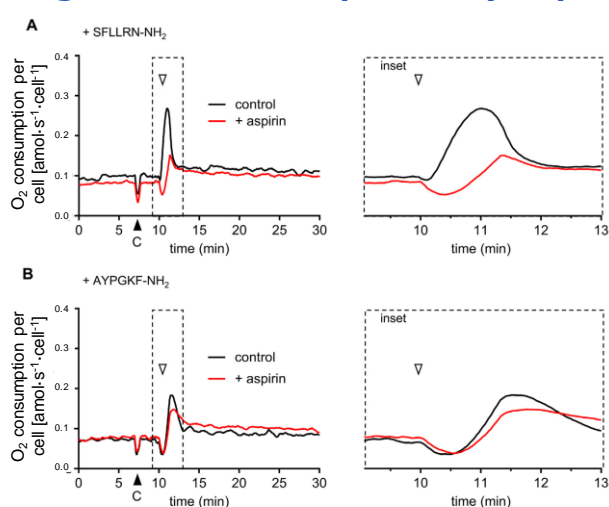 A
+ SFLLRN-NH₂
O₂ consumption per
cell [amol·s⁻¹·cell⁻¹]
0.4
0.3
0.2
0.1
0.0
control
+ aspirin
0 5 10 15 20 25 30
C
time (min)
inset
10 11 12 13
time (min)
B
+ AYPGKF-NH₂
O₂ consumption per
cell [amol·s⁻¹·cell⁻¹]
0.4
0.3
0.2
0.1
0.0
control
+ aspirin
0 5 10 15 20 25 30
C
time (min)
inset
10 11 12 13
time (min)